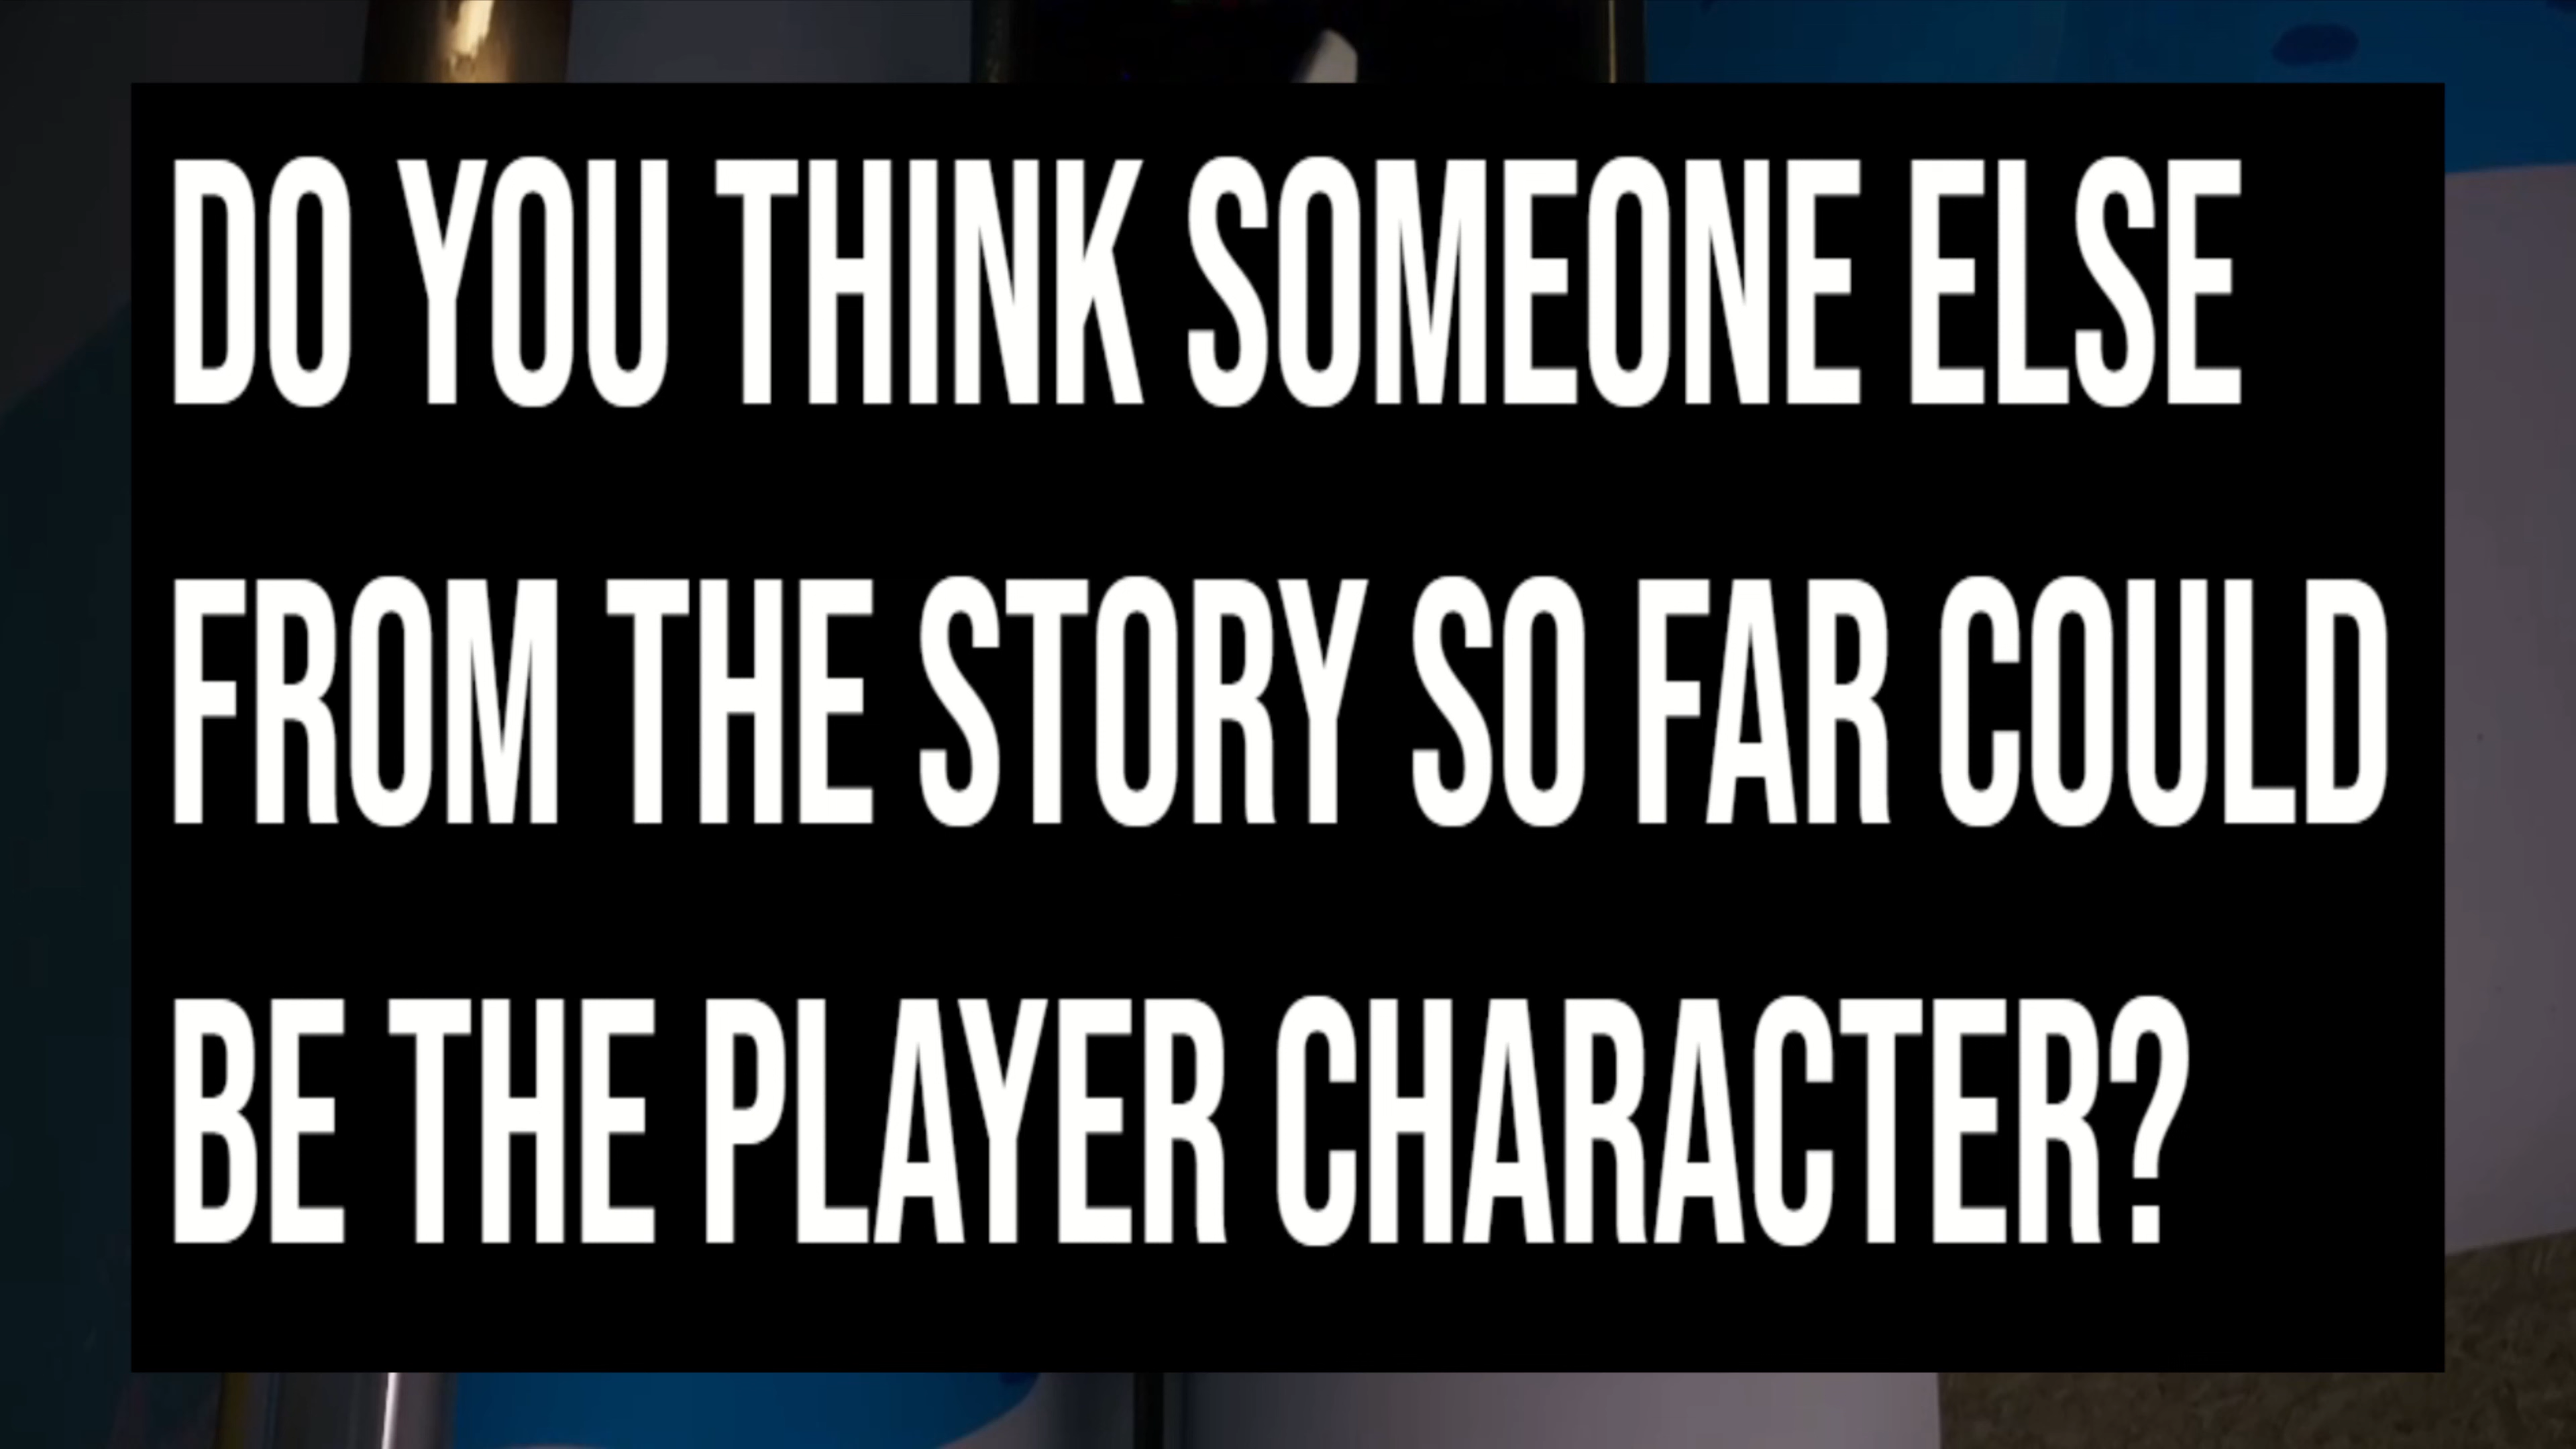 DO YOU THINK SOMEONE ELSE
FROM THE STORY SO FAR COULD
BE THE PLAYER CHARACTER?